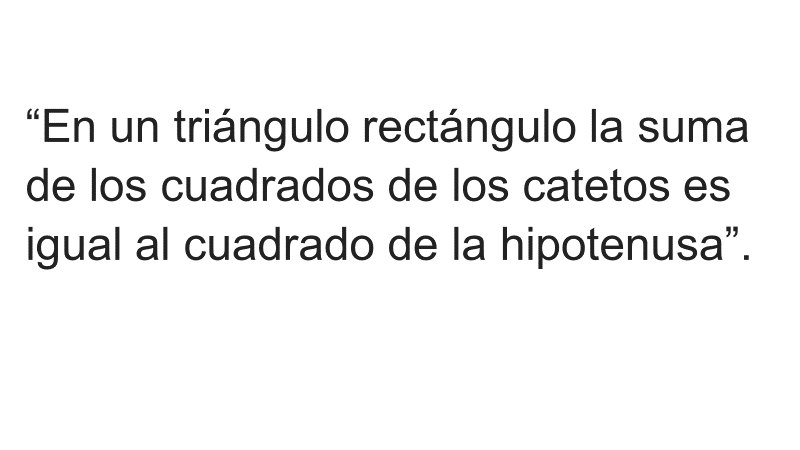 “En un triángulo rectángulo la suma
de los cuadrados de los catetos es
igual al cuadrado de la hipotenusa”.